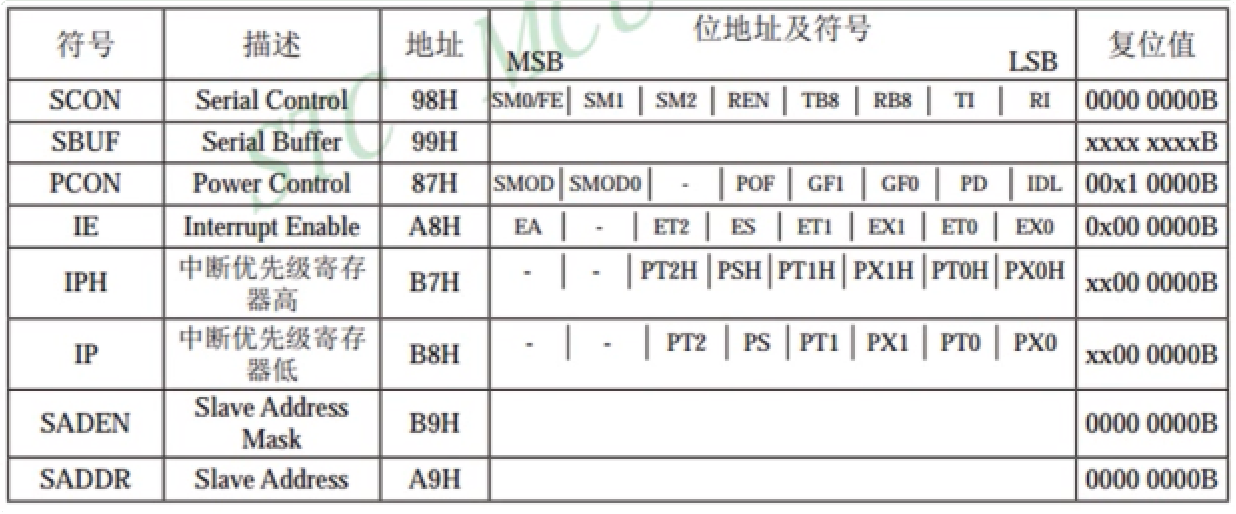 STC MCU
符号 描述 地址 位地址及符号 复位值
MSB LSB
SCON Serial Control 98H SM0/FE SM1 SM2 REN TB8 RB8 TI RI 0000 0000B
SBUF Serial Buffer 99H xxxx xxxxB
PCON Power Control 87H SMOD SMOD0 - POF GF1 GF0 PD IDL 00x1 0000B
IE Interrupt Enable A8H EA - ET2 ES ET1 EX1 ET0 EX0 0x00 0000B
IPH 中断优先级寄存 B7H - - PT2H PSH PT1H PX1H PT0H PX0H xx00 0000B
器高
IP 中断优先级寄存 B8H - - PT2 PS PT1 PX1 PT0 PX0 xx00 0000B
器低
SADEN Slave Address B9H 0000 0000B
Mask
SADDR Slave Address A9H 0000 0000B